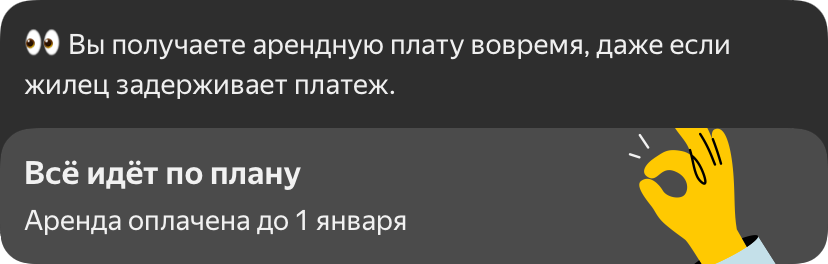 👀 Вы получаете арендную плату вовремя, даже если
жилец задерживает платеж.
Всё идёт по плану
Аренда оплачена до 1 января